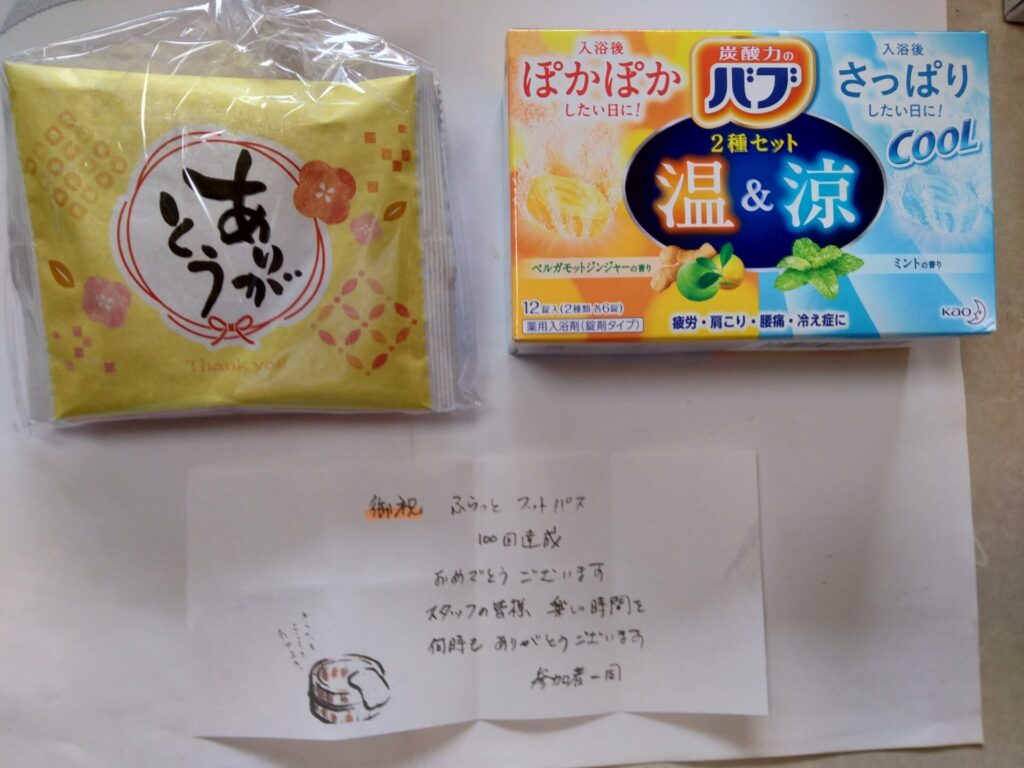 ありがとう
Thank you
入浴後
ぽかぽか
したい日に!
炭酸力の
バブ
2種セット
温&涼
入浴後
さっぱり
したい日に!
COOL
ベルガモットジンジャーの香り
ミントの香り
12錠入(2種類 各6錠)
薬用入浴剤(錠剤タイプ)
疲労・肩こり・腰痛・冷え症に
Kao
御祝 ふらっと フットパス
100回達成
おめでとうございます
スタッフの皆様 楽しい時間を
何時も ありがとうございます
参加者一同